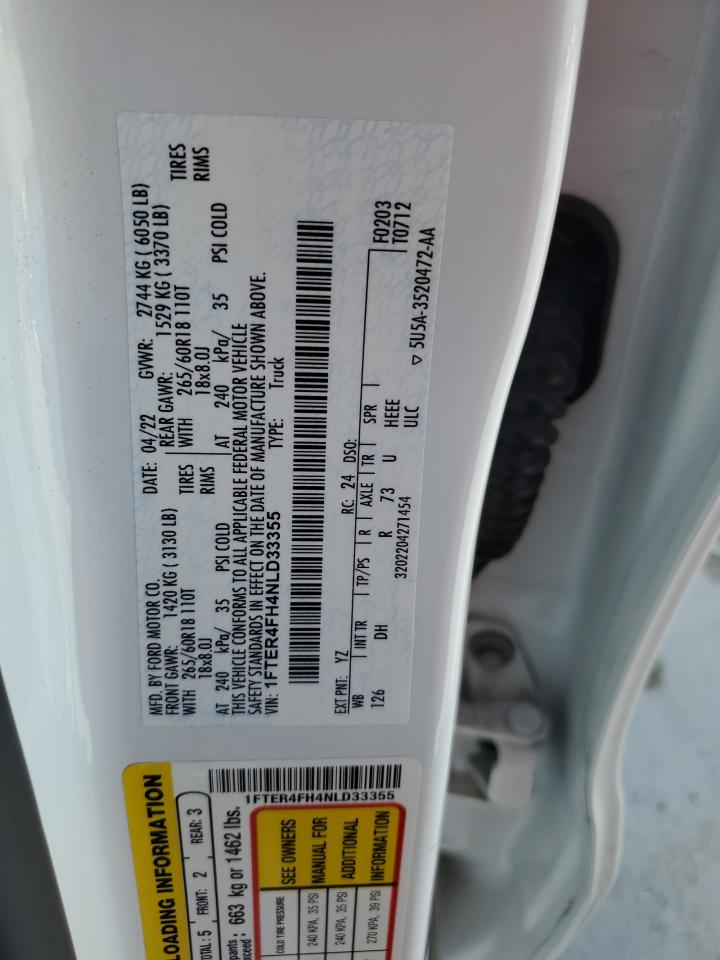 MFD. BY FORD MOTOR CO.
DATE: 04/22 GVWR: 2744 KG ( 6050 LB)
FRONT GAWR: 1420 KG ( 3130 LB) REAR GAWR: 1529 KG ( 3370 LB)
WITH 265/60R18 110T TIRES WITH 265/60R18 110T TIRES
18x8.0J RIMS 18x8.0J RIMS
AT 240 kPa/ 35 PSI COLD AT 240 kPa/ 35 PSI COLD
THIS VEHICLE CONFORMS TO ALL APPLICABLE FEDERAL MOTOR VEHICLE
SAFETY STANDARDS IN EFFECT ON THE DATE OF MANUFACTURE SHOWN ABOVE.
VIN: 1FTER4FH4NLD33355 TYPE: Truck
EXT PNT: YZ RC: 24 DSO: F0203
WB INT TR TP/PS R AXLE TR SPR T0712
126 DH R 73 U HEEE
3202204271454 ULC
▽ 5U5A-3520472-AA
LOADING INFORMATION
TOTAL: 5 FRONT: 2 REAR: 3
pants
exceed : 663 kg or 1462 lbs.
1FTER4FH4NLD33355
COLD TIRE PRESSURE
240 KPA, 35 PSI
240 KPA, 35 PSI
270 KPA, 39 PSI
SEE OWNERS
MANUAL FOR
ADDITIONAL
INFORMATION